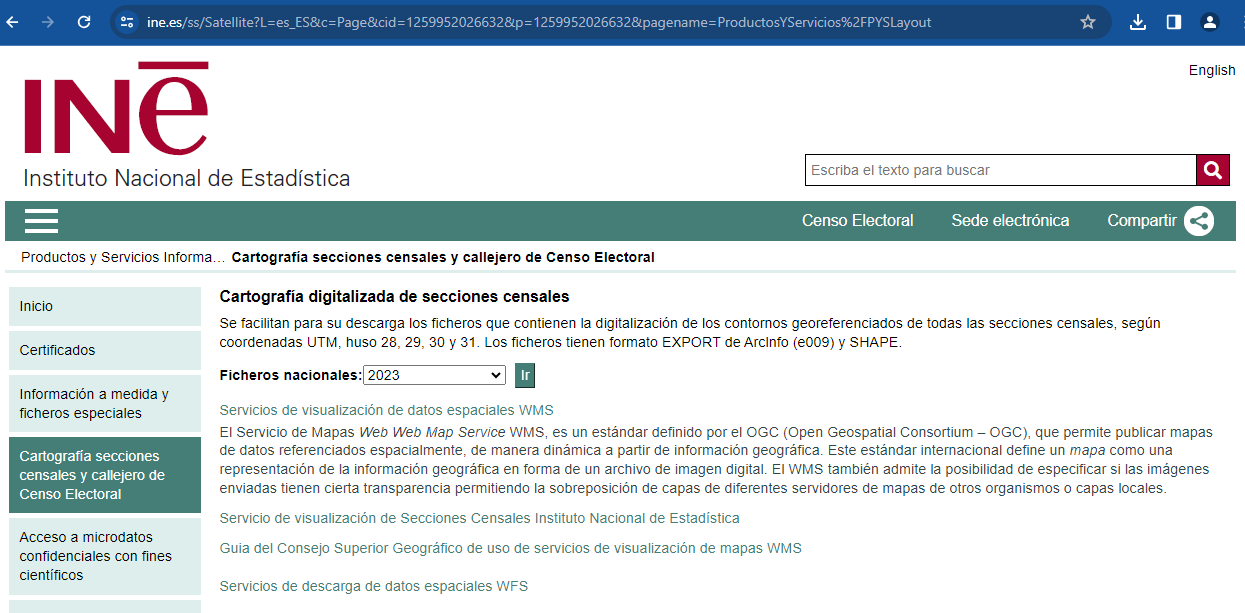 ine.es/ss/Satellite?L=es_ES&c=Page&cid=1259952026632&p=1259952026632&pagename=ProductosYServicios%2FPYSLayout
English
INe
Instituto Nacional de Estadística
Escriba el texto para buscar
Censo Electoral Sede electrónica Compartir
Productos y Servicios Informa... Cartografía secciones censales y callejero de Censo Electoral
Inicio
Certificados
Información a medida y
ficheros especiales
Cartografía secciones
censales y callejero de
Censo Electoral
Acceso a microdatos
confidenciales con fines
científicos
Cartografía digitalizada de secciones censales
Se facilitan para su descarga los ficheros que contienen la digitalización de los contornos georeferenciados de todas las secciones censales, según
coordenadas UTM, huso 28, 29, 30 y 31. Los ficheros tienen formato EXPORT de ArcInfo (e009) y SHAPE.
Ficheros nacionales: 2023 Ir
Servicios de visualización de datos espaciales WMS
El Servicio de Mapas Web Web Map Service WMS, es un estándar definido por el OGC (Open Geospatial Consortium – OGC), que permite publicar mapas
de datos referenciados espacialmente, de manera dinámica a partir de información geográfica. Este estándar internacional define un mapa como una
representación de la información geográfica en forma de un archivo de imagen digital. El WMS también admite la posibilidad de especificar si las imágenes
enviadas tienen cierta transparencia permitiendo la sobreposición de capas de diferentes servidores de mapas de otros organismos o capas locales.
Servicio de visualización de Secciones Censales Instituto Nacional de Estadística
Guia del Consejo Superior Geográfico de uso de servicios de visualización de mapas WMS
Servicios de descarga de datos espaciales WFS